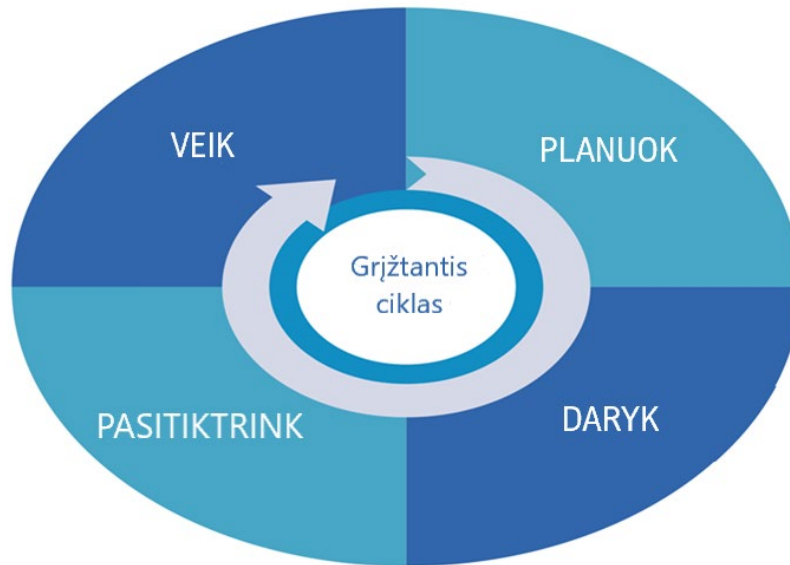 VEIK
PLANUOK
Grįžtantis
ciklas
PASITIKTRINK
DARYK